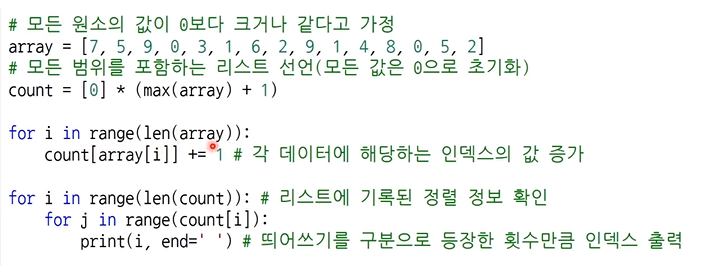 # 모든 원소의 값이 0보다 크거나 같다고 가정
array = [7, 5, 9, 0, 3, 1, 6, 2, 9, 1, 4, 8, 0, 5, 2]
# 모든 범위를 포함하는 리스트 선언(모든 값은 0으로 초기화)
count = [0] * (max(array) + 1)
for i in range(len(array)):
    count[array[i]] += 1 # 각 데이터에 해당하는 인덱스의 값 증가
for i in range(len(count)): # 리스트에 기록된 정렬 정보 확인
    for j in range(count[i]):
        print(i, end=' ') # 띄어쓰기를 구분으로 등장한 횟수만큼 인덱스 출력